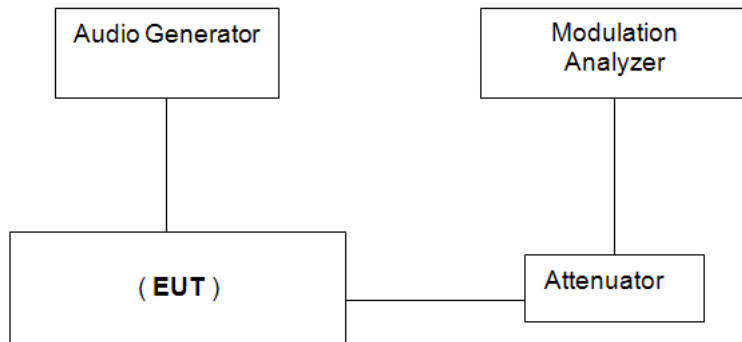 Audio Generator
Modulation
Analyzer
( EUT )
Attenuator